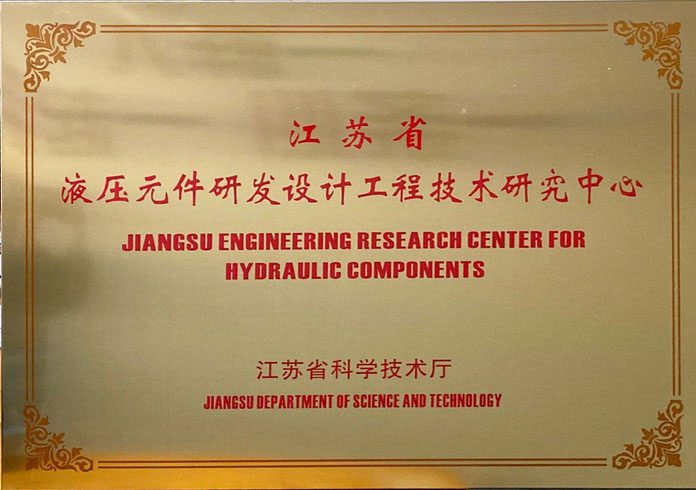 江苏省
液压元件研发设计工程技术研究中心
JIANGSU ENGINEERING RESEARCH CENTER FOR
HYDRAULIC COMPONENTS
江苏省科学技术厅
JIANGSU DEPARTMENT OF SCIENCE AND TECHNOLOGY